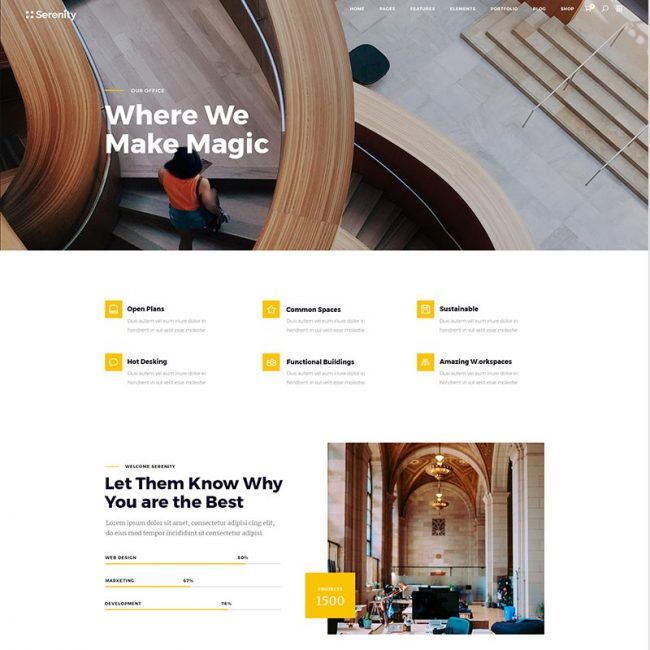 Serenity
HOME PAGES FEATURES ELEMENTS PORTFOLIO BLOG SHOP
OUR OFFICE
Where We
Make Magic
Open Plans
Duis autem vel eum iriure dolor in
hendrerit in vul velit esse molestie
Common Spaces
Duis autem vel eum iriure dolor in
hendrerit in vul velit esse molestie
Sustainable
Duis autem vel eum iriure dolor in
hendrerit in vul velit esse molestie
Hot Desking
Duis autem vel eum iriure dolor in
hendrerit in vul velit esse molestie
Functional Buildings
Duis autem vel eum iriure dolor in
hendrerit in vul velit esse molestie
Amazing Workspaces
Duis autem vel eum iriure dolor in
hendrerit in vul velit esse molestie
WELCOME SERENITY
Let Them Know Why
You are the Best
Lorem ipsum dolor sit amet, consectetur adipisi cing elit,
do eius mod tempor incididunt ut consectetur adipisi.
WEB DESIGN 80%
MARKETING 67%
DEVELOPMENT 78%
PROJECTS
1500